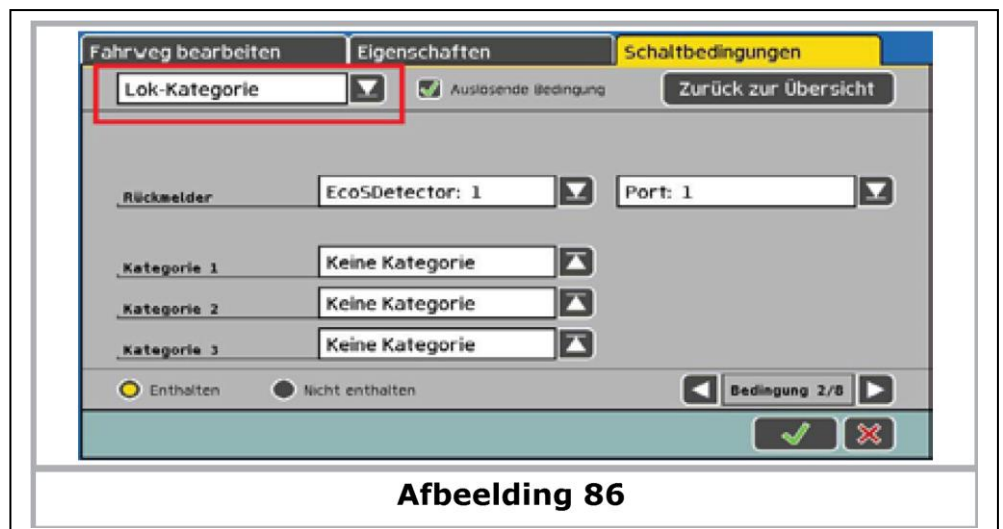 Fahrweg bearbeiten Eigenschaften Schaltbedingungen
Lok-Kategorie Auslösende Bedingung Zurück zur Übersicht
Rückmelder EcoSDetector: 1 Port: 1
Kategorie 1 Keine Kategorie
Kategorie 2 Keine Kategorie
Kategorie 3 Keine Kategorie
Enthalten Nicht enthalten Bedingung 2/8
Afbeelding 86